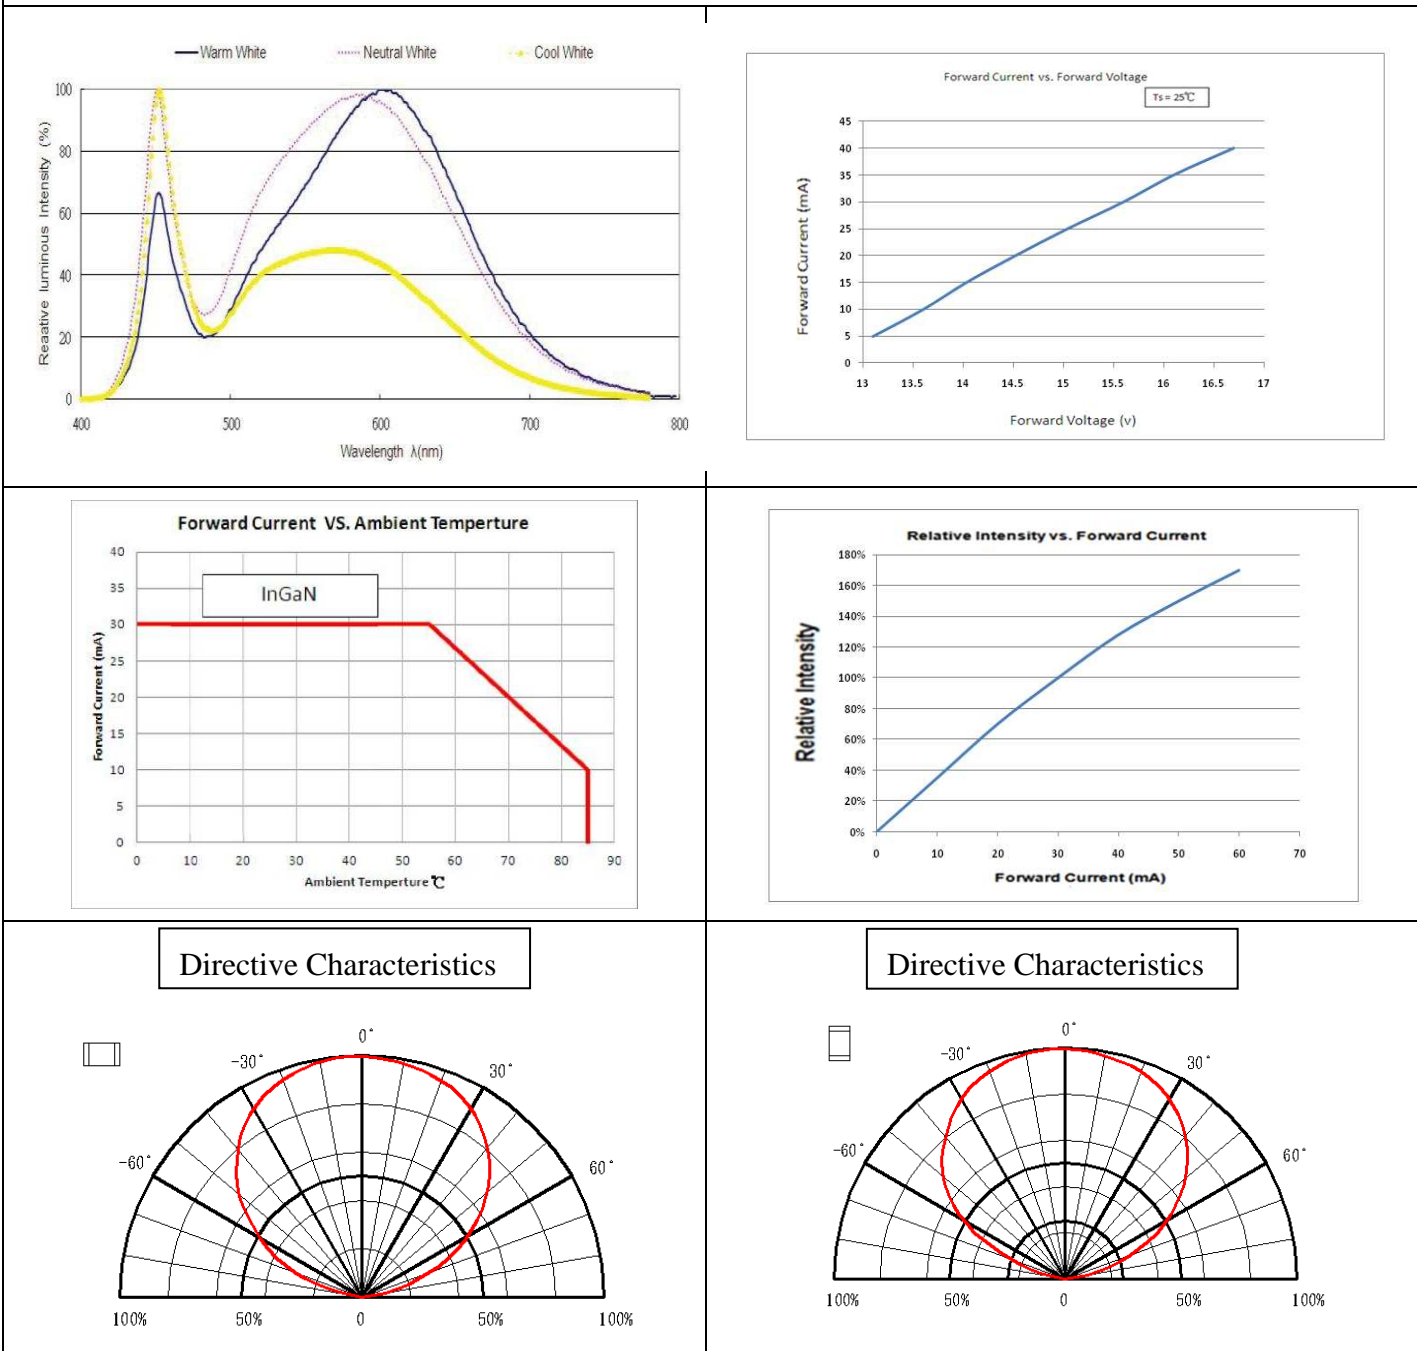 Warm White Neutral White Cool White
Reaative luminous Intensity (%)
100
80
60
40
20
0
400 500 600 700 800
Wavelength λ(nm)
Forward Current vs. Forward Voltage
Ts = 25℃
Forward Current (mA)
45
40
35
30
25
20
15
10
5
0
13 13.5 14 14.5 15 15.5 16 16.5 17
Forward Voltage (v)
Forward Current VS. Ambient Temperture
InGaN
Forward Current (mA)
40
35
30
25
20
15
10
5
0
0 10 20 30 40 50 60 70 80 90
Ambient Temperture℃
Relative Intensity vs. Forward Current
Relative Intensity
180%
160%
140%
120%
100%
80%
60%
40%
20%
0%
0 10 20 30 40 50 60 70
Forward Current (mA)
Directive Characteristics
0°
-30° 30°
-60° 60°
100% 50% 0 50% 100%
Directive Characteristics
0°
-30° 30°
-60° 60°
100% 50% 0 50% 100%